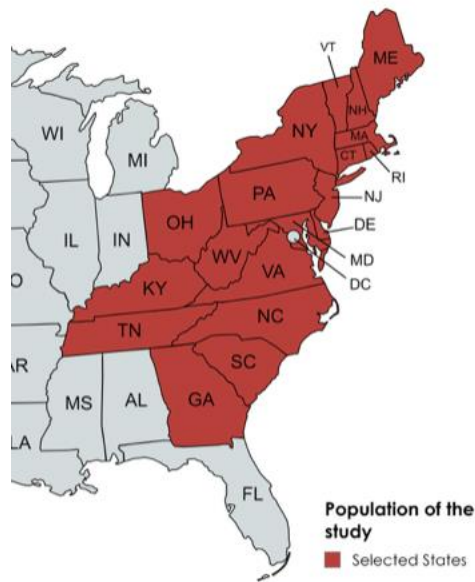 VT
ME
WI
NH
NY
MA
MI
CT
RI
PA
NJ
OH
DE
IL
IN
WV
MD
VA
DC
KY
O
NC
TN
SC
AR
MS
AL
GA
LA
FL
Population of the
study
Selected States